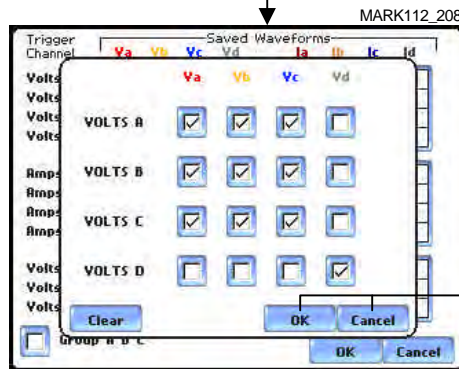 MARK112_208
Trigger Saved Waveforms
Channel Va Vb Vc Vd Ia Ib Ic Id
Va Vb Vc Vd
Volts
Volts
Volts
Volts
VOLTS A
Amps
Amps
Amps
Amps
VOLTS B
VOLTS C
Volts
Volts
Volts
VOLTS D
Clear OK Cancel
Group A B C
OK Cancel